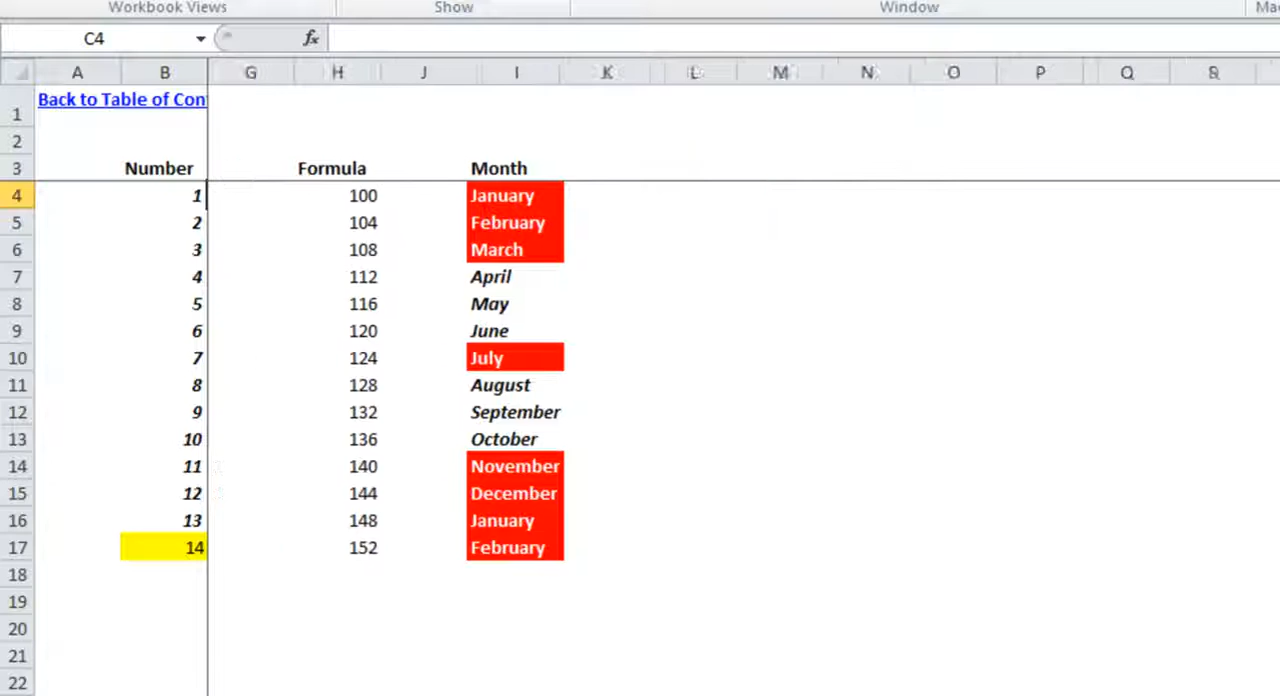 Workbook Views Show Window
C4 fx
A B G H J I K L M N O P Q R
1 Back to Table of Con
2
3 Number Formula Month
4 1 100 January
5 2 104 February
6 3 108 March
7 4 112 April
8 5 116 May
9 6 120 June
10 7 124 July
11 8 128 August
12 9 132 September
13 10 136 October
14 11 140 November
15 12 144 December
16 13 148 January
17 14 152 February
18
19
20
21
22